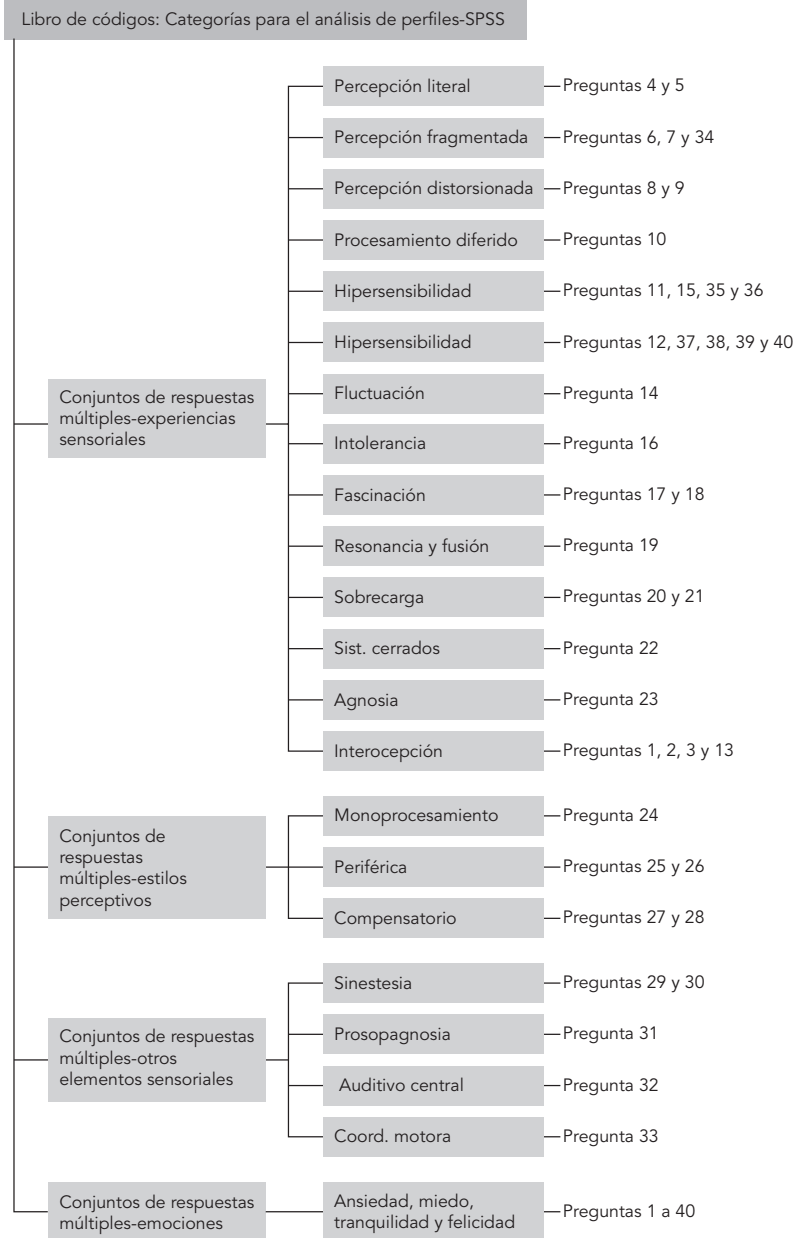 Libro de códigos: Categorías para el análisis de perfiles-SPSS
Conjuntos de respuestas
múltiples-experiencias
sensoriales
Percepción literal
Preguntas 4 y 5
Percepción fragmentada
Preguntas 6, 7 y 34
Percepción distorsionada
Preguntas 8 y 9
Procesamiento diferido
Preguntas 10
Hipersensibilidad
Preguntas 11, 15, 35 y 36
Hipersensibilidad
Preguntas 12, 37, 38, 39 y 40
Fluctuación
Pregunta 14
Intolerancia
Pregunta 16
Fascinación
Preguntas 17 y 18
Resonancia y fusión
Pregunta 19
Sobrecarga
Preguntas 20 y 21
Sist. cerrados
Pregunta 22
Agnosia
Pregunta 23
Interocepción
Preguntas 1, 2, 3 y 13
Conjuntos de
respuestas
múltiples-estilos
perceptivos
Monoprocesamiento
Pregunta 24
Periférica
Preguntas 25 y 26
Compensatorio
Preguntas 27 y 28
Conjuntos de respuestas
múltiples-otros
elementos sensoriales
Sinestesia
Preguntas 29 y 30
Prosopagnosia
Pregunta 31
Auditivo central
Pregunta 32
Coord. motora
Pregunta 33
Conjuntos de respuestas
múltiples-emociones
Ansiedad, miedo,
tranquilidad y felicidad
Preguntas 1 a 40